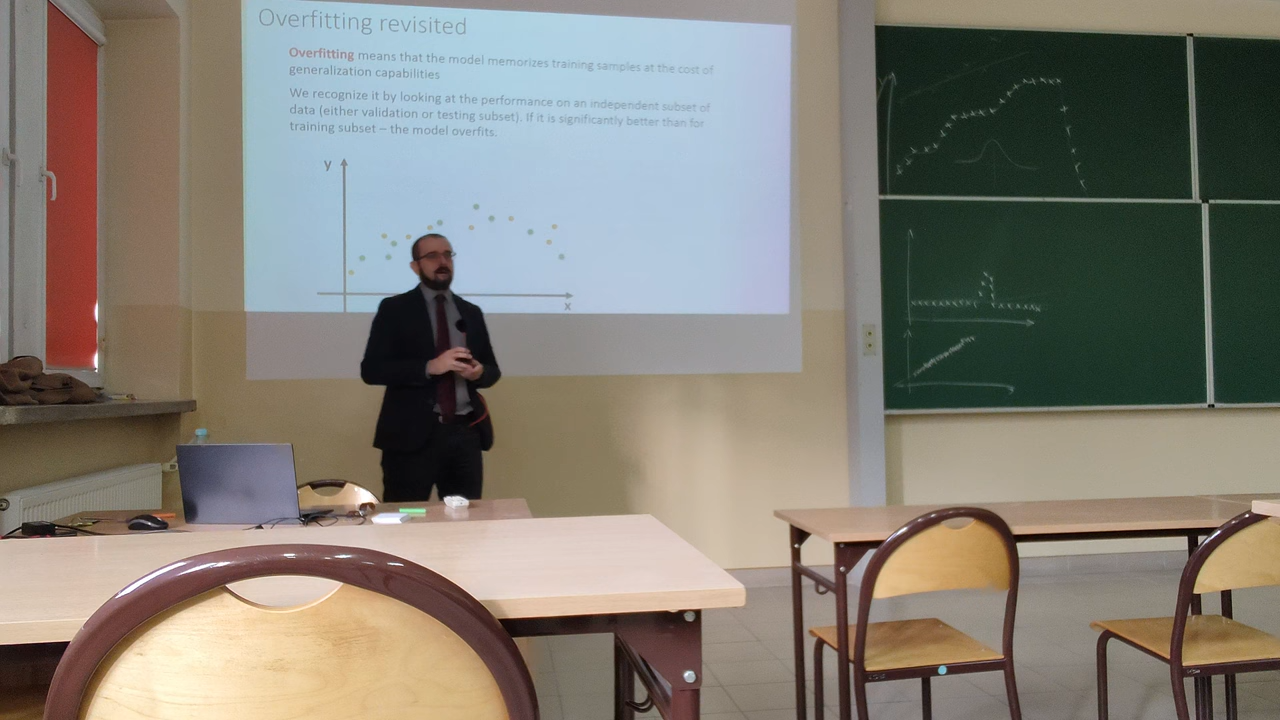 Overfitting revisited
Overfitting means that the model memorizes training samples at the cost of
generalization capabilities
We recognize it by looking at the performance on an independent subset of
data (either validation or testing subset). If it is significantly better than for
training subset – the model overfits.
y
x